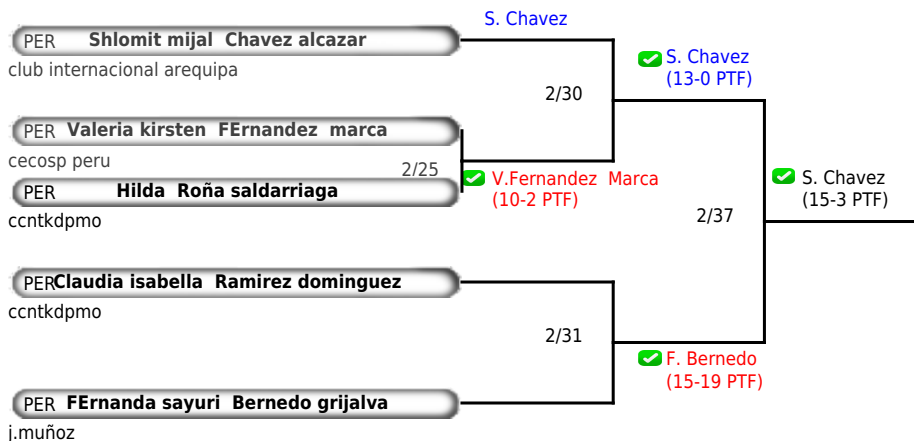 S. Chavez
PER Shlomit mijal Chavez alcazar
club internacional arequipa
S. Chavez
(13-0 PTF)
2/30
PER Valeria kirsten FErnandez marca
cecosp peru
2/25
V.Fernandez Marca
(10-2 PTF)
PER Hilda Roña saldarriaga
ccntkdpmo
S. Chavez
(15-3 PTF)
2/37
PER Claudia isabella Ramirez dominguez
ccntkdpmo
2/31
F. Bernedo
(15-19 PTF)
PER FErnanda sayuri Bernedo grijalva
j.muñoz